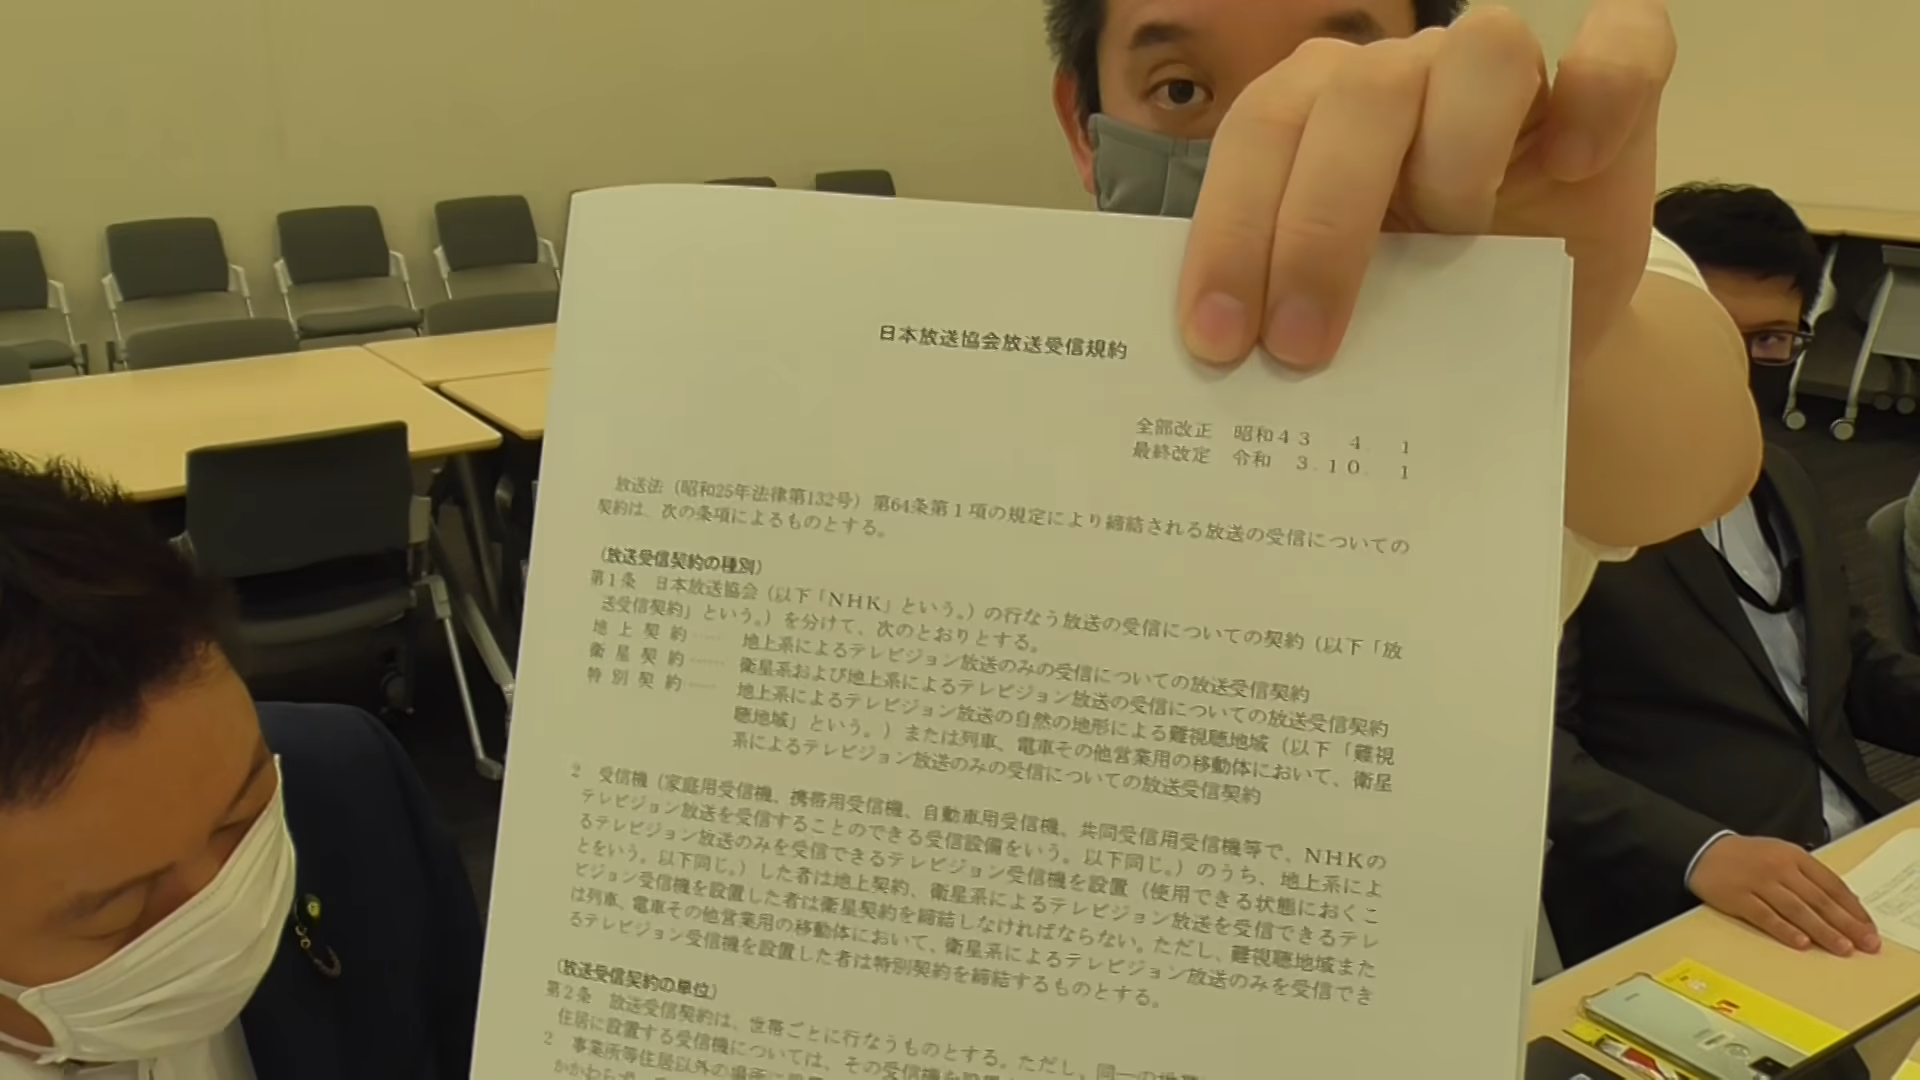 日本放送協会放送受信規約
全部改正 昭和43 4 1
最終改定 令和 3.10. 1
放送法（昭和25年法律第132号）第64条第1項の規定により締結される放送の受信についての
契約は、次の条項によるものとする。
（放送受信契約の種別）
第1条 日本放送協会（以下「NHK」という。）の行なう放送の受信についての契約（以下「放
送受信契約」という。）を分けて、次のとおりとする。
地上契約…… 地上系によるテレビジョン放送のみの受信についての放送受信契約
衛星契約…… 衛星系および地上系によるテレビジョン放送の受信についての放送受信契約
特別契約…… 地上系によるテレビジョン放送の自然の地形による難視聴地域（以下「難視
聴地域」という。）または列車、電車その他営業用の移動体において、衛星
系によるテレビジョン放送のみの受信についての放送受信契約
2 受信機（家庭用受信機、携帯用受信機、自動車用受信機、共同受信用受信機等で、NHKの
テレビジョン放送を受信することのできる受信設備をいう。以下同じ。）のうち、地上系によ
るテレビジョン放送のみを受信できるテレビジョン受信機を設置（使用できる状態におくこ
とをいう。以下同じ。）した者は地上契約、衛星系によるテレビジョン放送を受信できるテレ
ビジョン受信機を設置した者は衛星契約を締結しなければならない。ただし、難視聴地域また
は列車、電車その他営業用の移動体において、衛星系によるテレビジョン放送のみを受信でき
るテレビジョン受信機を設置した者は特別契約を締結するものとする。
（放送受信契約の単位）
第2条 放送受信契約は、世帯ごとに行なうものとする。ただし、同一の世帯
住居に設置する受信機については、その受信機を
2 事業所等住居以外の場所に
かかわらず、